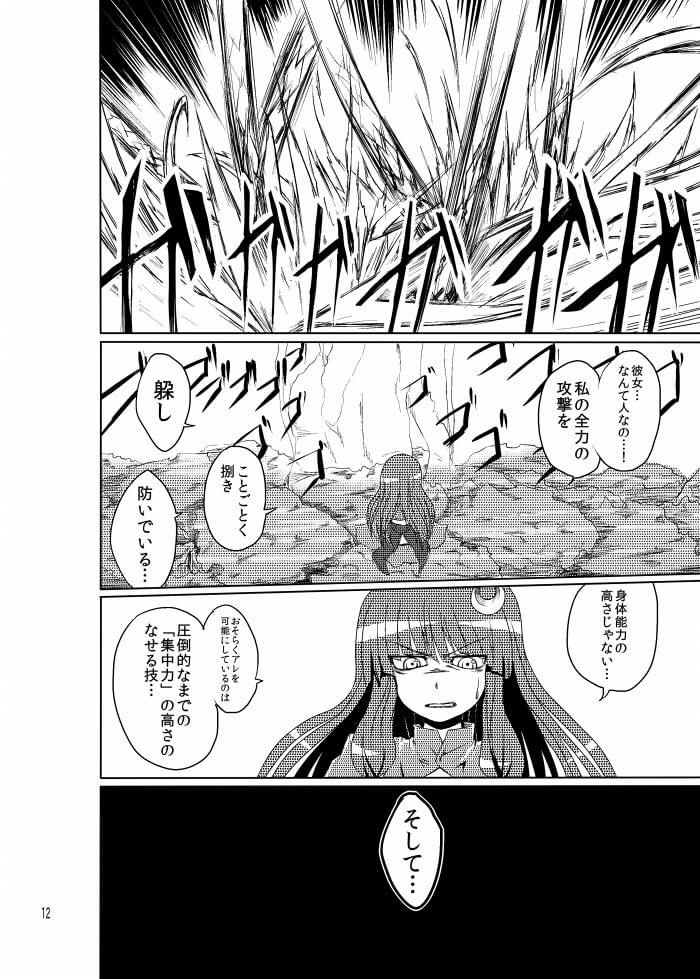 ガガガガガガガ
彼女…
なんて人なの…！
私の全力の
攻撃を
ゴゴゴゴ
躱し
ことごとく
捌き
防いでいる…
ゴゴゴゴ
身体能力の
高さじゃない…
おそらくアレを
可能にしているのは
圧倒的なまでの
「集中力」の高さの
なせる技…
そして…
12